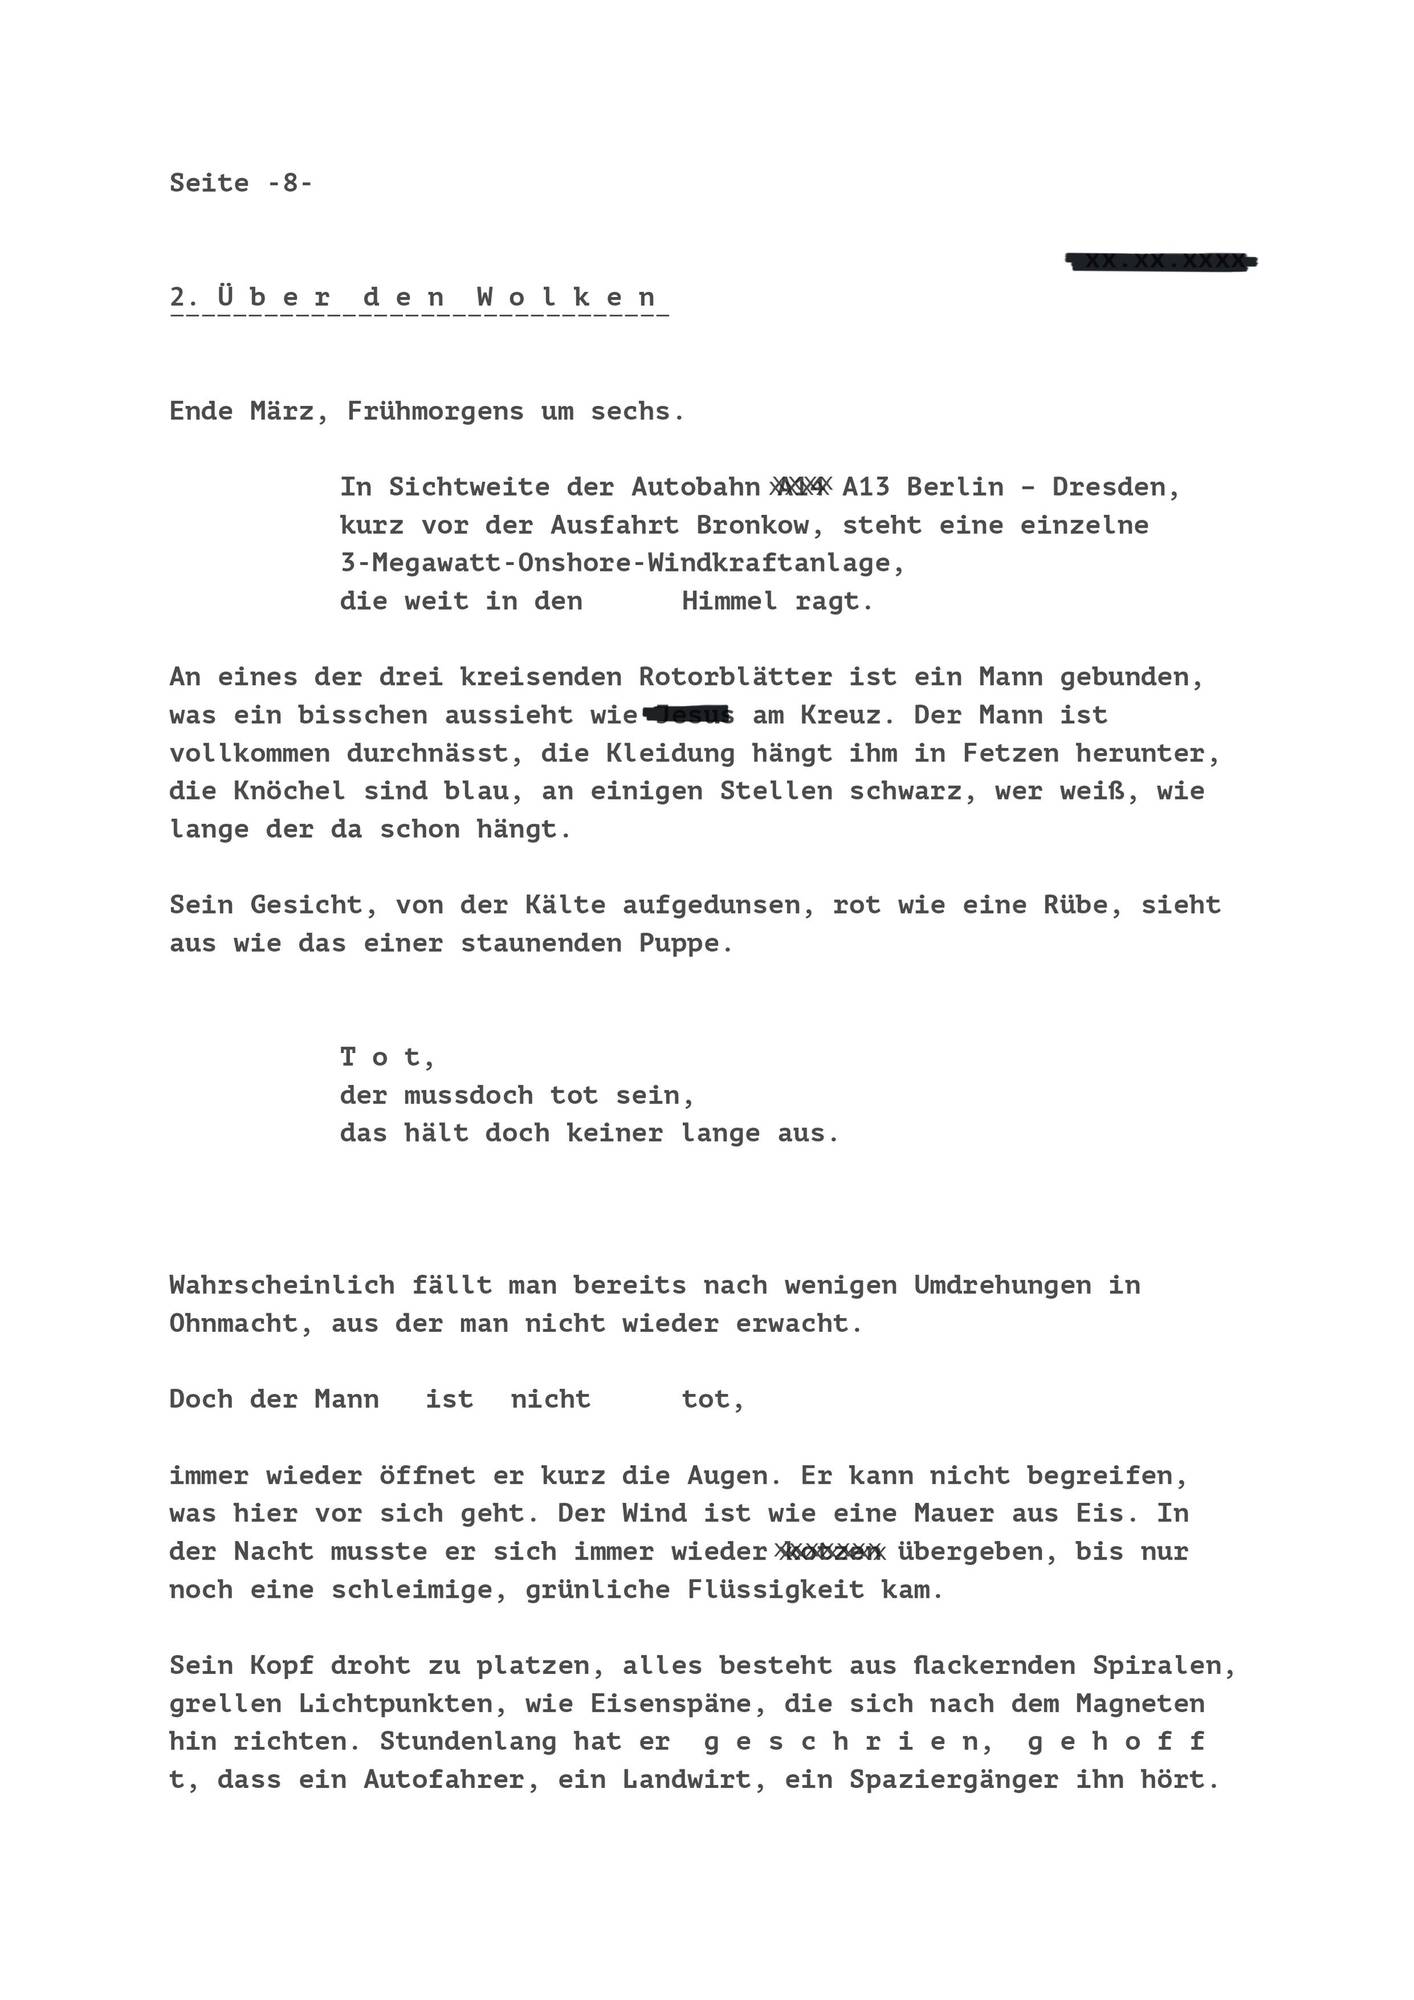 Seite -8-
XX.XX.XXXX
2. Ü b e r  d e n  W o l k e n
Ende März, Frühmorgens um sechs.
In Sichtweite der Autobahn A14 A13 Berlin – Dresden,
kurz vor der Ausfahrt Bronkow, steht eine einzelne
3-Megawatt-Onshore-Windkraftanlage,
die weit in den      Himmel ragt.
An eines der drei kreisenden Rotorblätter ist ein Mann gebunden,
was ein bisschen aussieht wie Jesus am Kreuz. Der Mann ist
vollkommen durchnässt, die Kleidung hängt ihm in Fetzen herunter,
die Knöchel sind blau, an einigen Stellen schwarz, wer weiß, wie
lange der da schon hängt.
Sein Gesicht, von der Kälte aufgedunsen, rot wie eine Rübe, sieht
aus wie das einer staunenden Puppe.
T o t,
der mussdoch tot sein,
das hält doch keiner lange aus.
Wahrscheinlich fällt man bereits nach wenigen Umdrehungen in
Ohnmacht, aus der man nicht wieder erwacht.
Doch der Mann   ist  nicht     tot,
immer wieder öffnet er kurz die Augen. Er kann nicht begreifen,
was hier vor sich geht. Der Wind ist wie eine Mauer aus Eis. In
der Nacht musste er sich immer wieder kotzen übergeben, bis nur
noch eine schleimige, grünliche Flüssigkeit kam.
Sein Kopf droht zu platzen, alles besteht aus flackernden Spiralen,
grellen Lichtpunkten, wie Eisenspäne, die sich nach dem Magneten
hin richten. Stundenlang hat er  g e s c h r i e n,  g e h o f f
t, dass ein Autofahrer, ein Landwirt, ein Spaziergänger ihn hört.